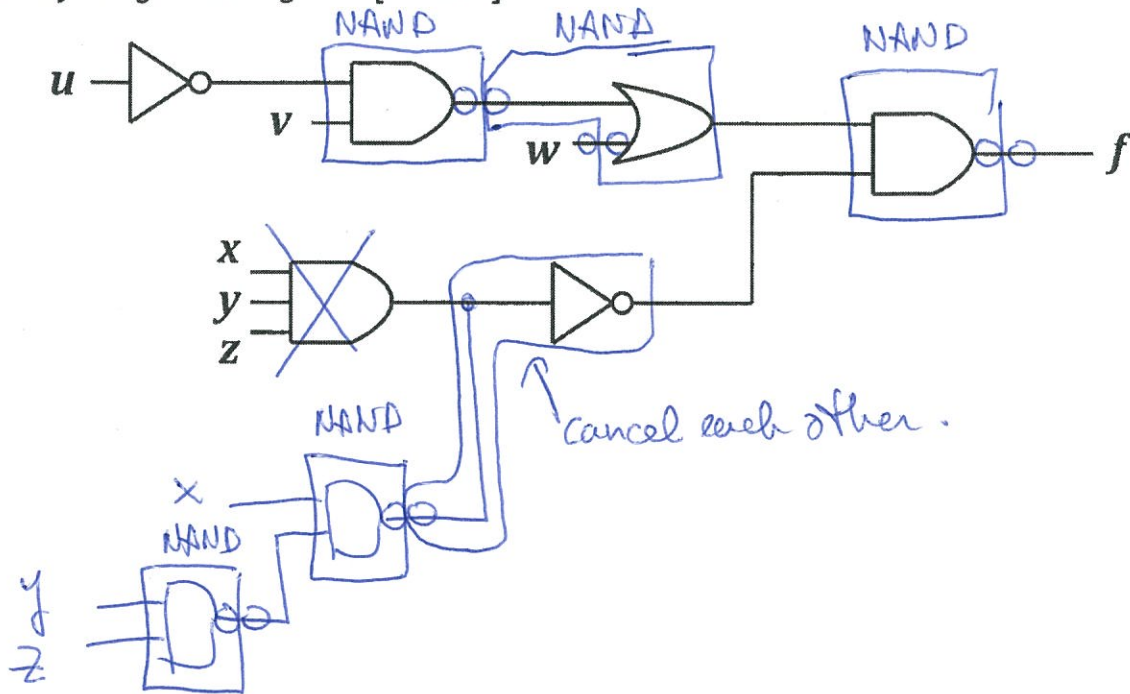 NAND NAND NAND
u
v
w
f
x
y
z
cancel each other.
NAND
x
NAND
y
z